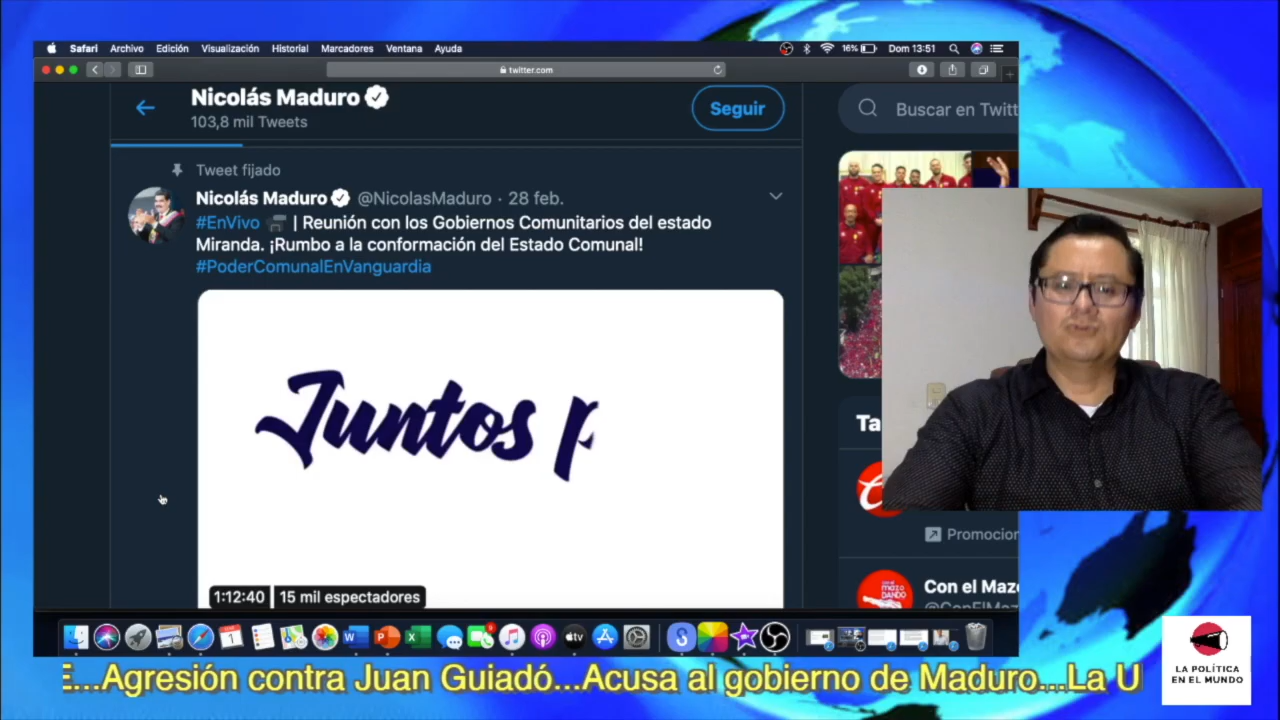 Safari Archivo Edición Visualización Historial Marcadores Ventana Ayuda
16% Dom 13:51
twitter.com
Nicolás Maduro
103,8 mil Tweets
Seguir
Buscar en Twitt
Tweet fijado
Nicolás Maduro @NicolasMaduro · 28 feb.
#EnVivo | Reunión con los Gobiernos Comunitarios del estado
Miranda. ¡Rumbo a la conformación del Estado Comunal!
#PoderComunalEnVanguardia
Juntos p
1:12:40 15 mil espectadores
Ta
Promocion
Con el Mazo
@ConElMaz
E...Agresión contra Juan Guiadó...Acusa al gobierno de Maduro...La U
LA POLÍTICA
EN EL MUNDO